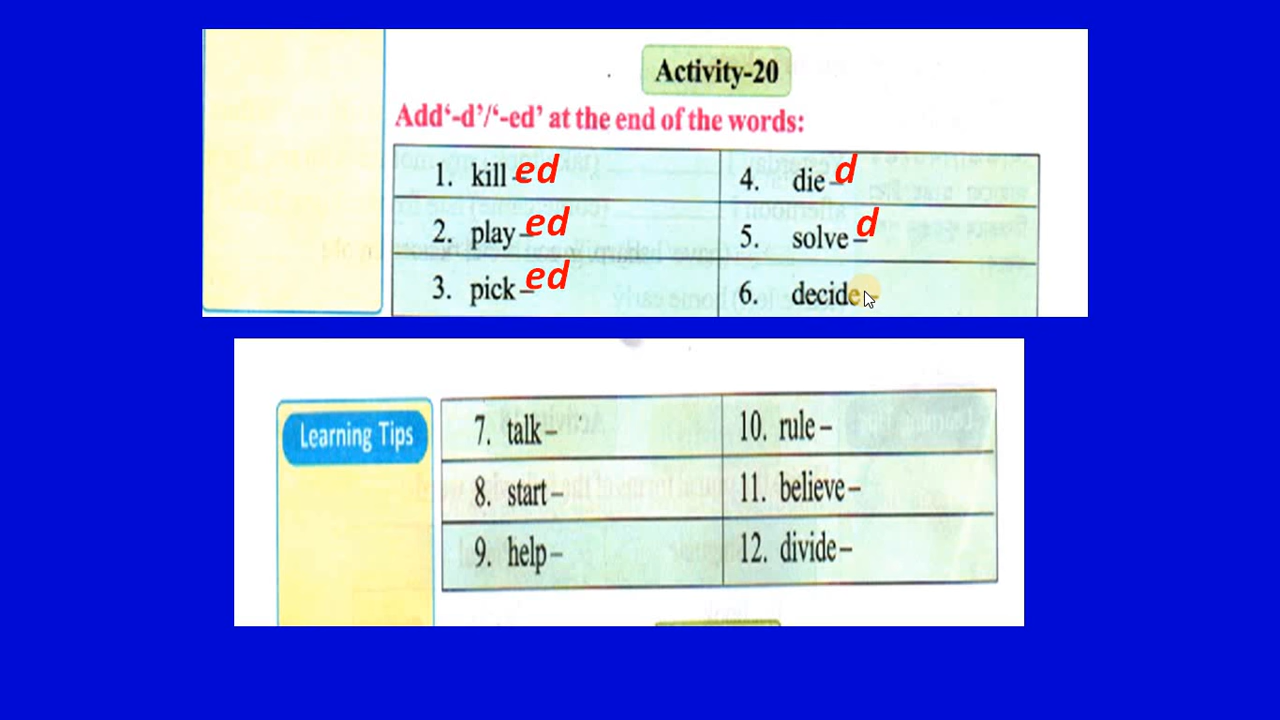 Activity-20
Add‘-d’/‘-ed’ at the end of the words:
1. kill –ed
4. die –d
2. play –ed
5. solve –d
3. pick –ed
6. decide –
Learning Tips
7. talk –
10. rule –
8. start –
11. believe –
9. help –
12. divide –